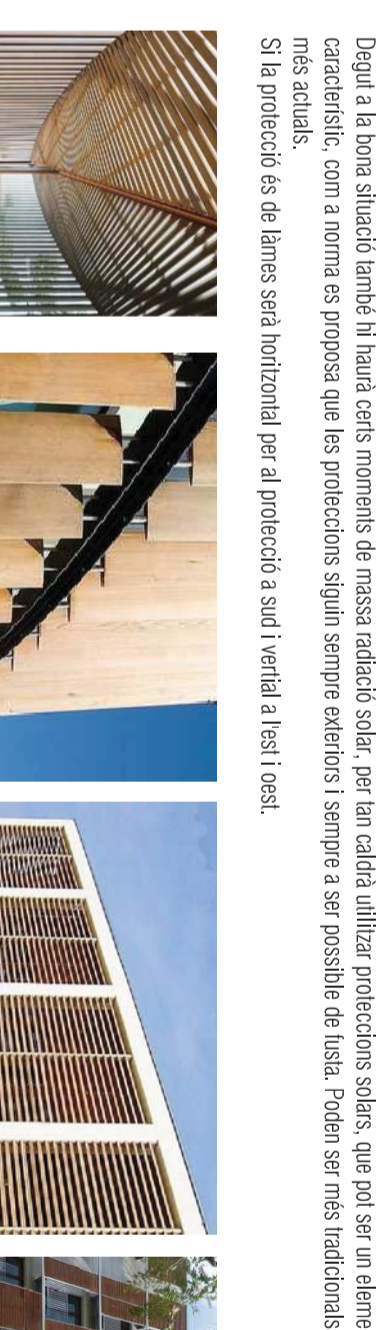 Degut a la bona situació també hi haurà certs moments de massa radiació solar, per tan caldrà utilitzar proteccions solars, que pot ser un eleme
característic, com a norma es proposa que les proteccions siguin sempre exteriors i sempre a ser possible de fusta. Poden ser més tradicionals
més actuals.
Si la protecció és de làmes serà horitzontal per al protecció a sud i vertial a l'est i oest.